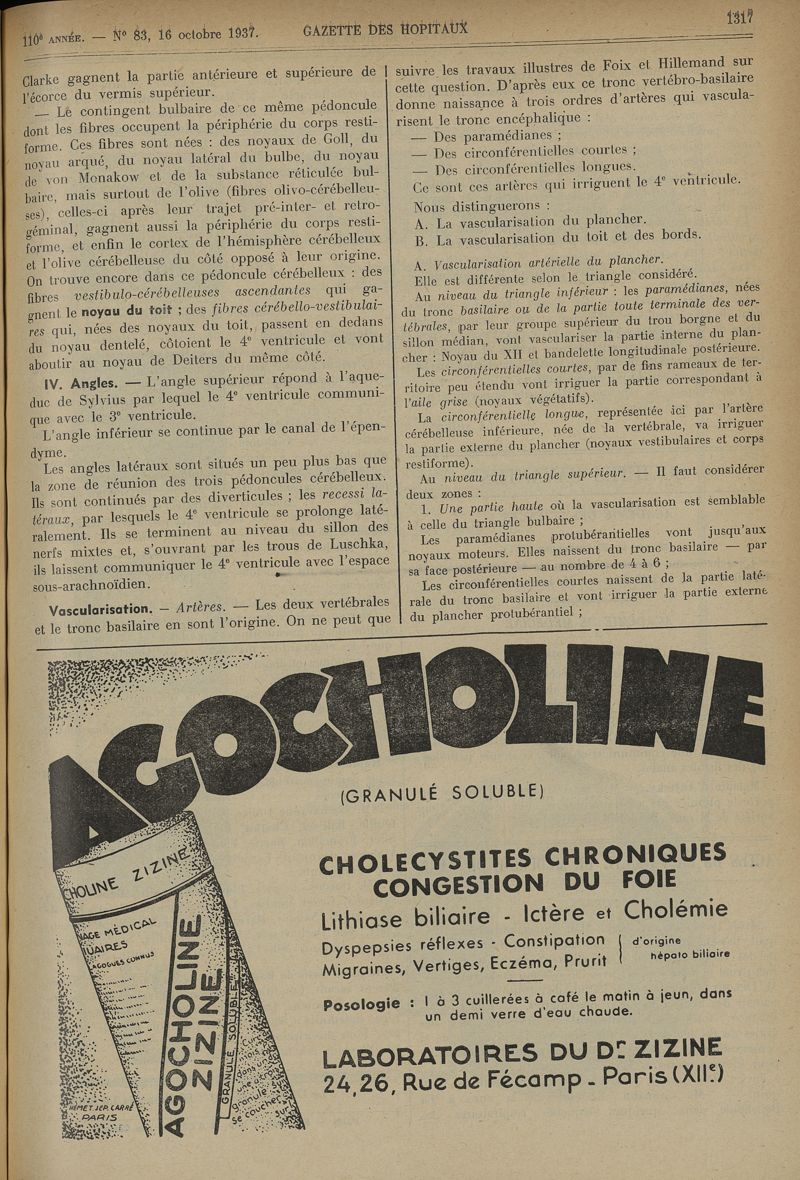 110e ANNÉE. — No 83, 16 octobre 1937.
GAZETTE DES HOPITAUX
1317
Clarke gagnent la partie antérieure et supérieure de
l'écorce du vermis supérieur.
— Le contingent bulbaire de ce même pédoncule
dont les fibres occupent la périphérie du corps resti-
forme. Ces fibres sont nées : des noyaux de Goll, du
noyau arqué, du noyau latéral du bulbe, du noyau
de von Monakow et de la substance réticulée bul-
baire, mais surtout de l'olive (fibres olivo-cérébelleu-
ses), celles-ci après leur trajet pré-inter- et retro-
géminal, gagnent aussi la périphérie du corps resti-
forme, et enfin le cortex de l'hémisphère cérébelleux
et l'olive cérébelleuse du côté opposé à leur origine.
On trouve encore dans ce pédoncule cérébelleux : des
fibres vestibulo-cérébelleuses ascendantes qui ga-
gnent le noyau du toit ; des fibres cérébello-vestibulai-
res qui, nées des noyaux du toit, passent en dedans
du noyau dentelé, côtoient le 4e ventricule et vont
aboutir au noyau de Deiters du même côté.
IV. Angles. — L'angle supérieur répond à l'aque-
duc de Sylvius par lequel le 4e ventricule communi-
que avec le 3e ventricule.
L'angle inférieur se continue par le canal de l'épen-
dyme.
Les angles latéraux sont situés un peu plus bas que
la zone de réunion des trois pédoncules cérébelleux.
Ils sont continués par des diverticules ; les recessi la-
téraux, par lesquels le 4e ventricule se prolonge laté-
ralement. Ils se terminent au niveau du sillon des
nerfs mixtes et, s'ouvrant par les trous de Luschka,
ils laissent communiquer le 4e ventricule avec l'espace
sous-arachnoïdien.
Vascularisation. — Artères. — Les deux vertébrales
et le tronc basilaire en sont l'origine. On ne peut que
suivre les travaux illustres de Foix et Hillemand sur
cette question. D'après eux ce tronc vertébro-basilaire
donne naissance à trois ordres d'artères qui vascula-
risent le tronc encéphalique :
— Des paramédianes ;
— Des circonférentielles courtes ;
— Des circonférentielles longues.
Ce sont ces artères qui irriguent le 4e ventricule.
Nous distinguerons :
A. La vascularisation du plancher.
B. La vascularisation du toit et des bords.
A. Vascularisation artérielle du plancher.
Elle est différente selon le triangle considéré.
Au niveau du triangle inférieur : les paramédianes, nées
du tronc basilaire ou de la partie toute terminale des ver-
tébrales, par leur groupe supérieur du trou borgne et du
sillon médian, vont vasculariser la partie interne du plan-
cher : Noyau du XII et bandelette longitudinale postérieure.
Les circonférentielles courtes, par de fins rameaux de ter-
ritoire peu étendu vont irriguer la partie correspondant à
l'aile grise (noyaux végétatifs).
La circonférentielle longue, représentée ici par l'artère
cérébelleuse inférieure, née de la vertébrale, va irriguer
la partie externe du plancher (noyaux vestibulaires et corps
restiforme).
Au niveau du triangle supérieur. — Il faut considérer
deux zones :
1. Une partie haute où la vascularisation est semblable
à celle du triangle bulbaire ;
Les paramédianes protubérantielles vont jusqu'aux
noyaux moteurs. Elles naissent du tronc basilaire — par
sa face postérieure — au nombre de 4 à 6 ;
Les circonférentielles courtes naissent de la partie laté-
rale du tronc basilaire et vont irriguer la partie externe
du plancher protubérantiel ;
AGOCHOLINE
(GRANULÉ SOLUBLE)
CHOLINE ZIZINE
AGE MÉDICAL
AGOCHOLINE
ZIZINE
GRANULÉ SOLUBLE
PARIS
CHOLECYSTITES CHRONIQUES
CONGESTION DU FOIE
Lithiase biliaire - Ictère et Cholémie
Dyspepsies réflexes - Constipation
Migraines, Vertiges, Eczéma, Prurit
d'origine
hépato biliaire
Posologie : 1 à 3 cuillerées à café le matin à jeun, dans
un demi verre d'eau chaude.
LABORATOIRES DU Dr ZIZINE
24,26, Rue de Fécamp - Paris (XIIe)